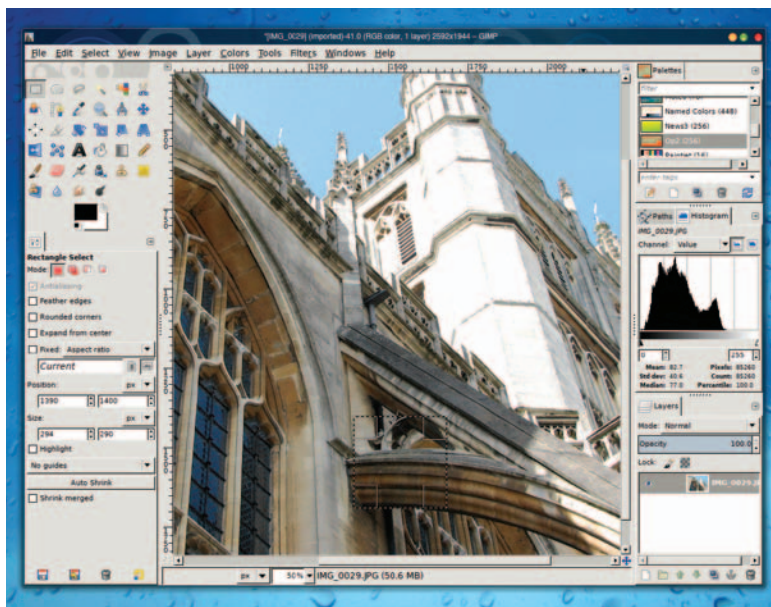 *[IMG_0029] (imported)-41.0 (RGB color, 1 layer) 2592x1944 – GIMP
File Edit Select View Image Layer Colors Tools Filters Windows Help
1000 1250 1500 1750 2000
Palettes
filter
Named Colors (448)
News3 (256)
Op2 (256)
Painter (16)
enter tags
Paths Histogram
IMG_0029.JPG
Channel: Value
0 255
Mean: 82.7 Pixels: 85260
Std dev: 40.6 Count: 85260
Median: 77.0 Percentile: 100.0
Layers
Mode: Normal
Opacity 100.0
Lock:
IMG_0029.J
Rectangle Select
Mode:
Antialiasing
Feather edges
Rounded corners
Expand from center
Fixed: Aspect ratio
Current
Position: px
1390 1400
Size: px
294 290
Highlight
No guides
Auto Shrink
Shrink merged
px 50% IMG_0029.JPG (50.6 MB)